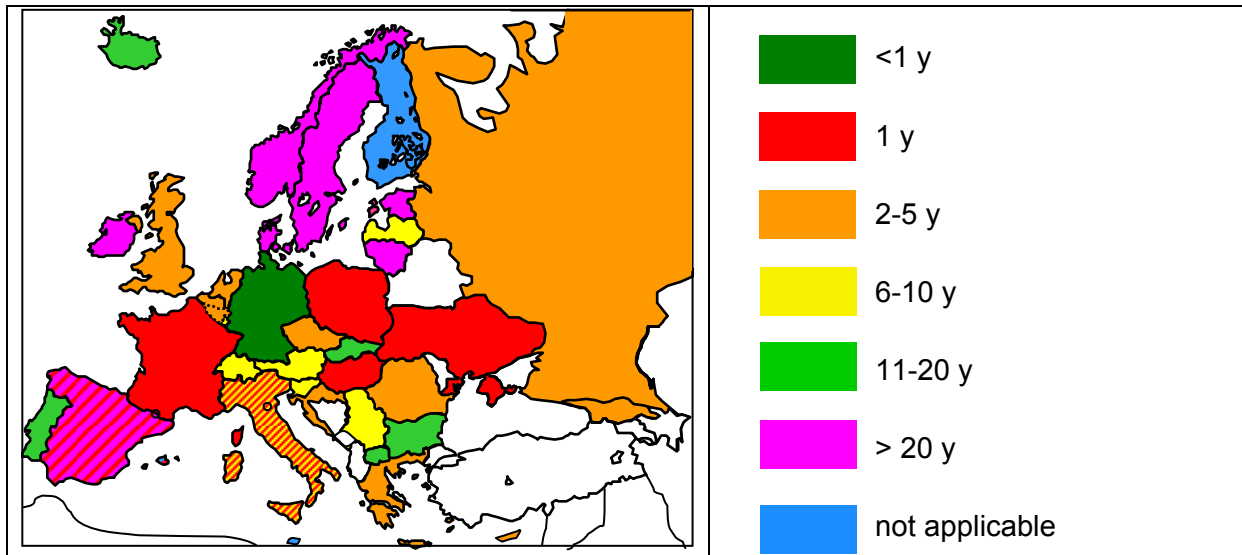 <1 y
1 y
2-5 y
6-10 y
11-20 y
> 20 y
not applicable